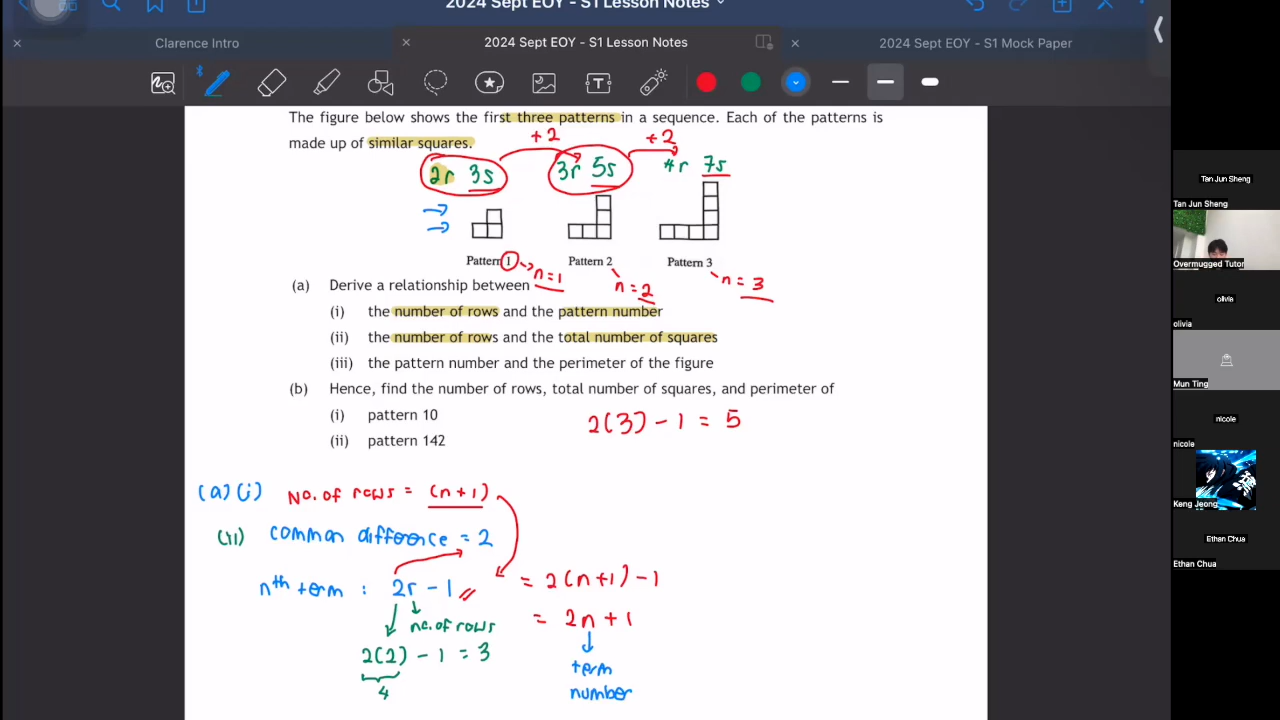 2024 Sept EOY - S1 Lesson Notes
Clarence Intro
2024 Sept EOY - S1 Lesson Notes
2024 Sept EOY - S1 Mock Paper
The figure below shows the first three patterns in a sequence. Each of the patterns is
made up of similar squares.
+2 +2
2r 3s 3r 5s 4r 7s
Pattern 1 Pattern 2 Pattern 3
n=1 n=2 n=3
(a) Derive a relationship between
(i) the number of rows and the pattern number
(ii) the number of rows and the total number of squares
(iii) the pattern number and the perimeter of the figure
(b) Hence, find the number of rows, total number of squares, and perimeter of
(i) pattern 10
(ii) pattern 142
2(3) - 1 = 5
(a)(i) No. of rows = (n+1)
(ii) common difference = 2
nth term : 2r - 1 = 2(n+1) - 1
no. of rows
= 2n + 1
2(2) - 1 = 3
4
term
number
Tan Jun Sheng
Tan Jun Sheng
Overmugged Tutor
olivia
olivia
Mun Ting
nicole
nicole
Keng Jeong
Ethan Chua
Ethan Chua